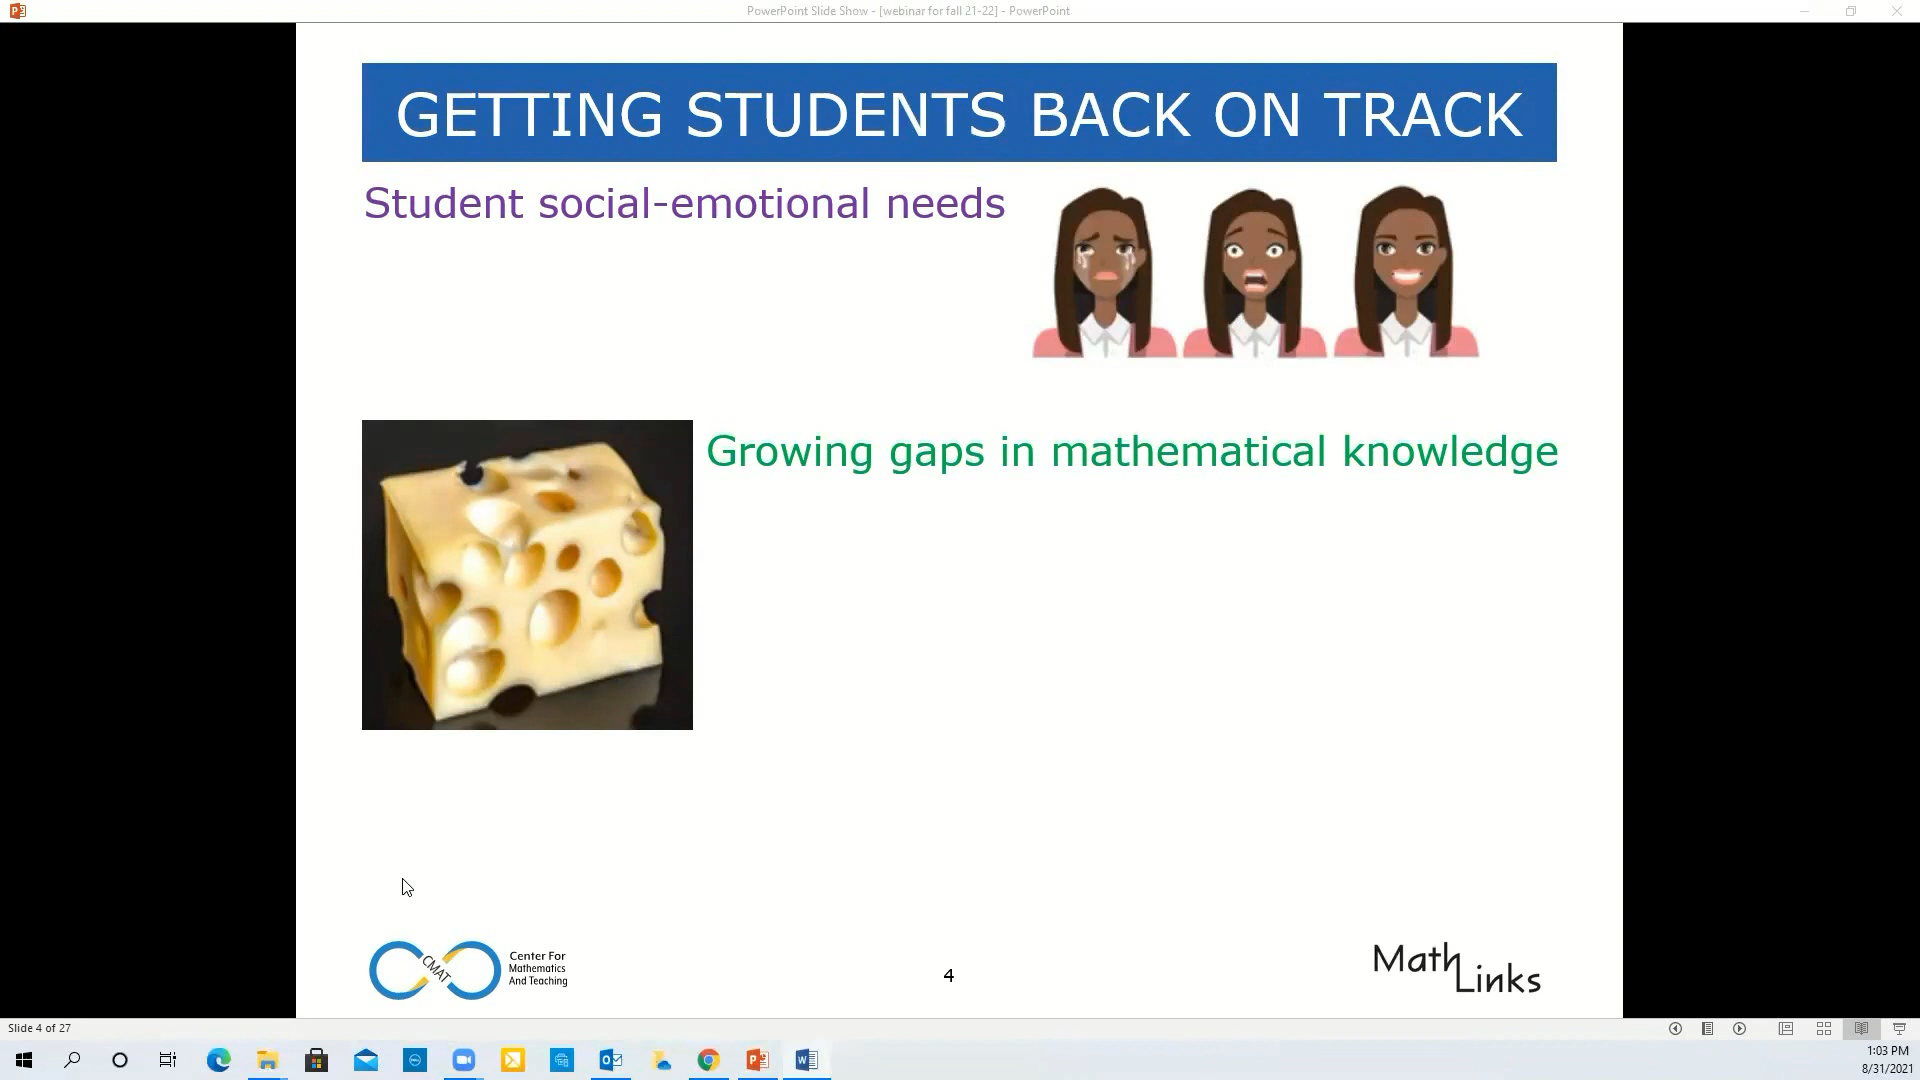 PowerPoint Slide Show - [webinar for fall 21-22] - PowerPoint
GETTING STUDENTS BACK ON TRACK
Student social-emotional needs
Growing gaps in mathematical knowledge
CMAT
Center For
Mathematics
And Teaching
4
Math
Links
Slide 4 of 27
1:03 PM
8/31/2021